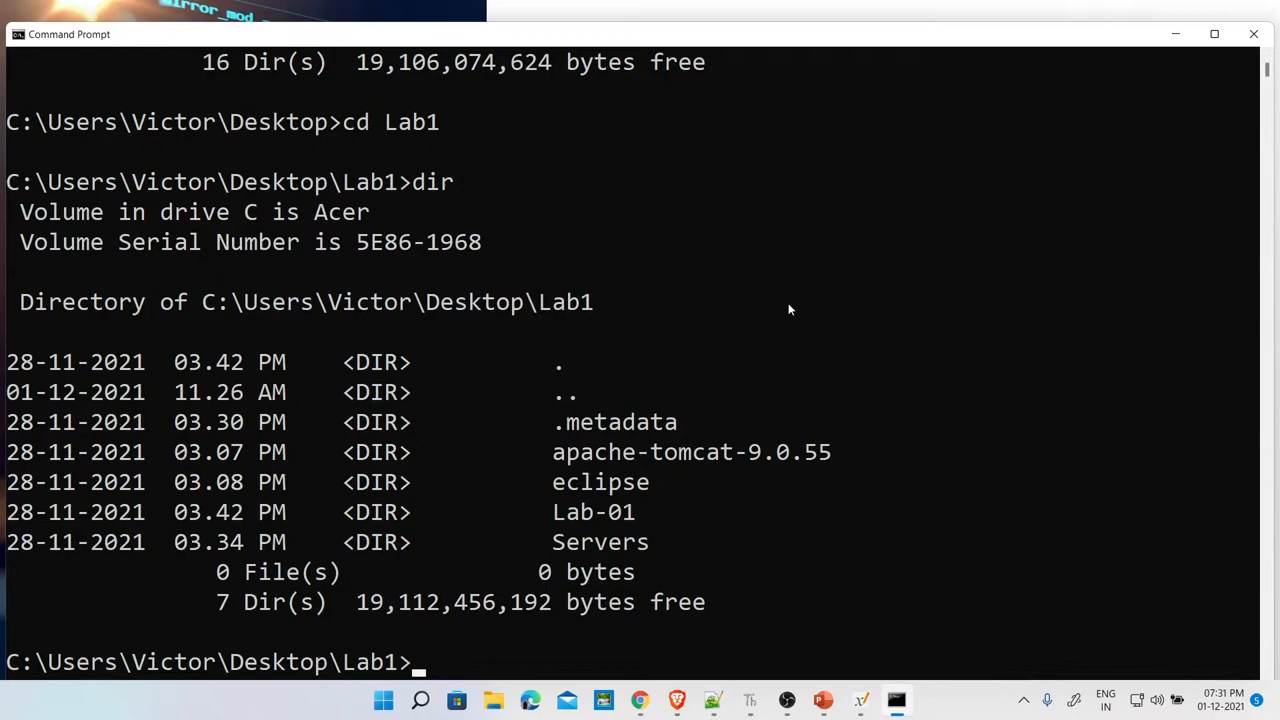 mirror_mod
Command Prompt
16 Dir(s)  19,106,074,624 bytes free
C:\Users\Victor\Desktop>cd Lab1
C:\Users\Victor\Desktop\Lab1>dir
Volume in drive C is Acer
Volume Serial Number is 5E86-1968
Directory of C:\Users\Victor\Desktop\Lab1
28-11-2021  03.42 PM    <DIR>          .
01-12-2021  11.26 AM    <DIR>          ..
28-11-2021  03.30 PM    <DIR>          .metadata
28-11-2021  03.07 PM    <DIR>          apache-tomcat-9.0.55
28-11-2021  03.08 PM    <DIR>          eclipse
28-11-2021  03.42 PM    <DIR>          Lab-01
28-11-2021  03.34 PM    <DIR>          Servers
0 File(s)              0 bytes
7 Dir(s)  19,112,456,192 bytes free
C:\Users\Victor\Desktop\Lab1>
Th
ENG
IN
07:31 PM
01-12-2021
5